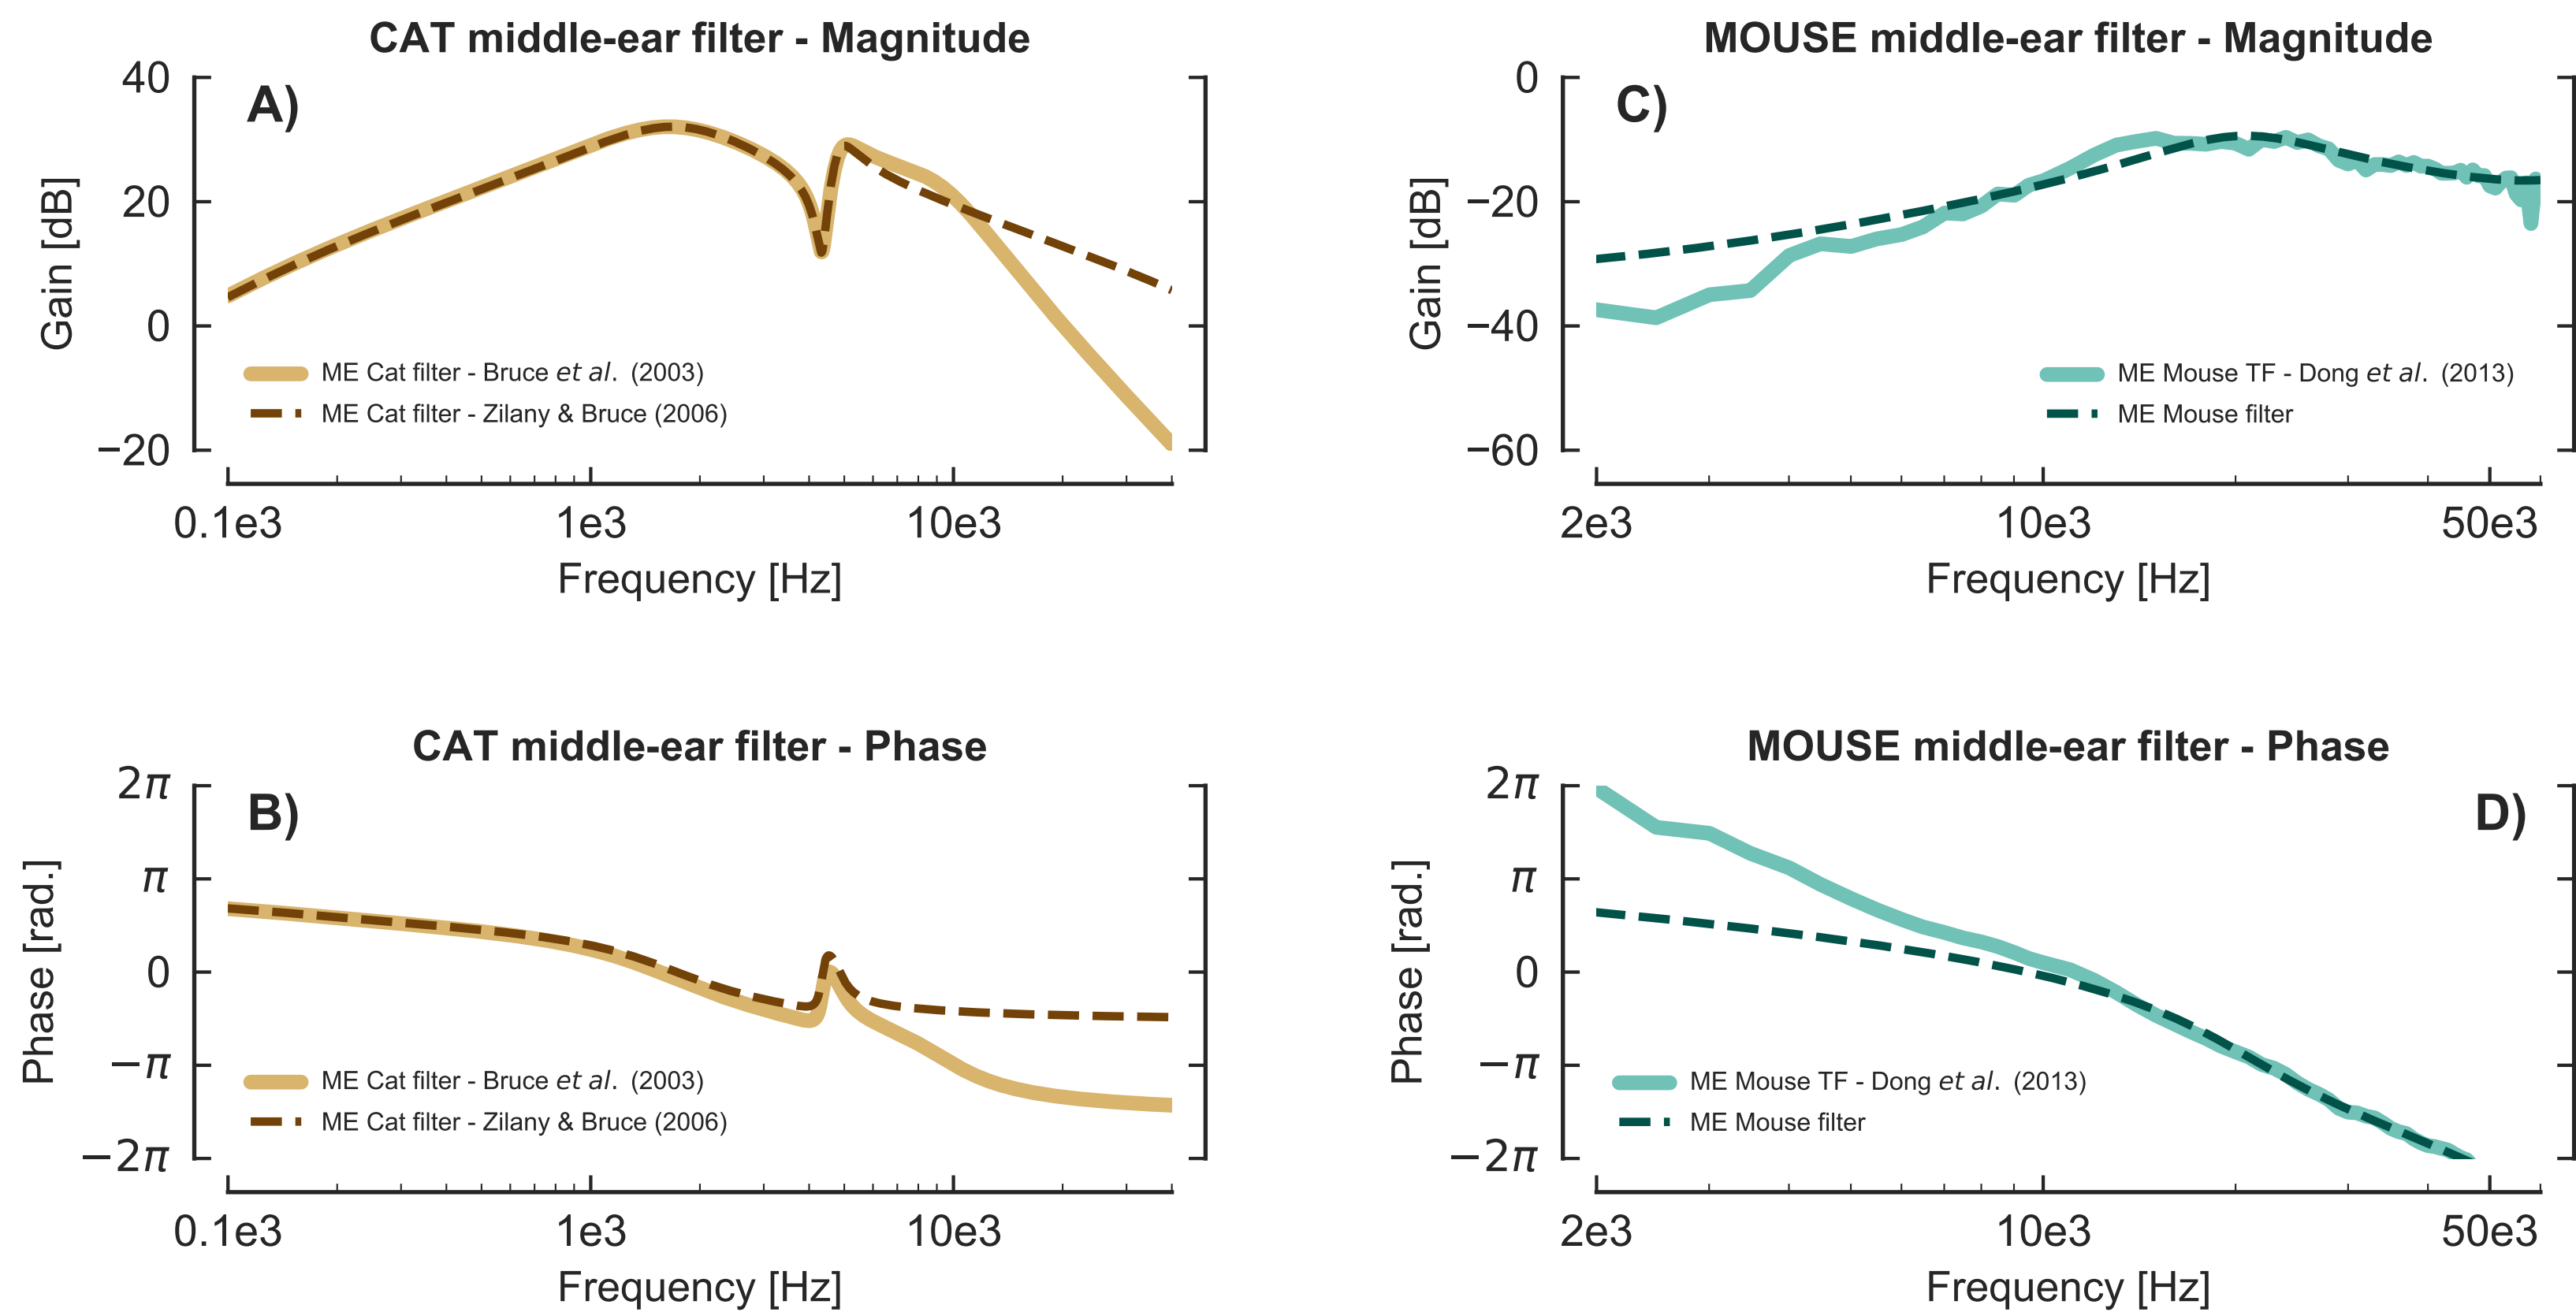 CAT middle-ear filter - Magnitude
A)
40
20
0
−20
Gain [dB]
ME Cat filter - Bruce et al. (2003)
ME Cat filter - Zilany & Bruce (2006)
0.1e3 1e3 10e3
Frequency [Hz]
MOUSE middle-ear filter - Magnitude
C)
0
−20
−40
−60
Gain [dB]
ME Mouse TF - Dong et al. (2013)
ME Mouse filter
2e3 10e3 50e3
Frequency [Hz]
CAT middle-ear filter - Phase
B)
2π
π
0
−π
−2π
Phase [rad.]
ME Cat filter - Bruce et al. (2003)
ME Cat filter - Zilany & Bruce (2006)
0.1e3 1e3 10e3
Frequency [Hz]
MOUSE middle-ear filter - Phase
D)
2π
π
0
−π
−2π
Phase [rad.]
ME Mouse TF - Dong et al. (2013)
ME Mouse filter
2e3 10e3 50e3
Frequency [Hz]